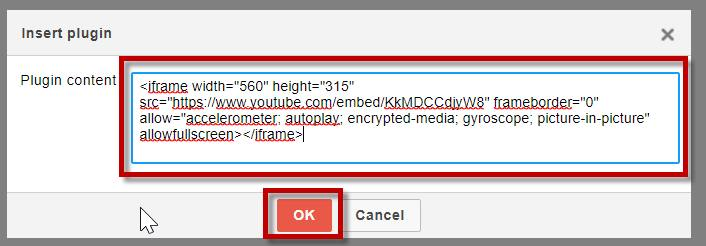 Insert plugin
Plugin content
<iframe width="560" height="315"
src="https://www.youtube.com/embed/KkMDCCdjyW8" frameborder="0"
allow="accelerometer; autoplay; encrypted-media; gyroscope; picture-in-picture"
allowfullscreen></iframe>
OK
Cancel